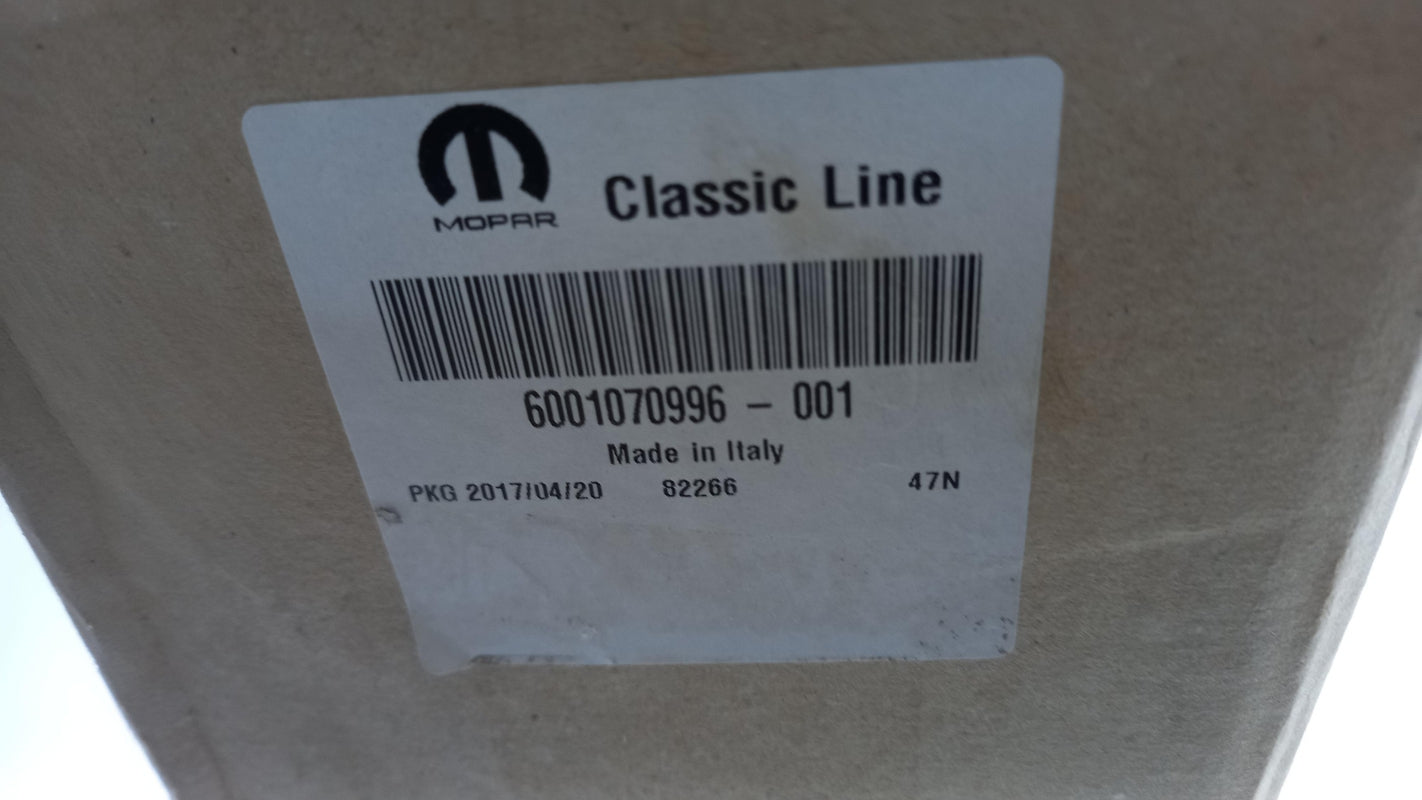 MOPAR
Classic Line
6001070996 – 001
Made in Italy
PKG 2017/04/20 82266 47N